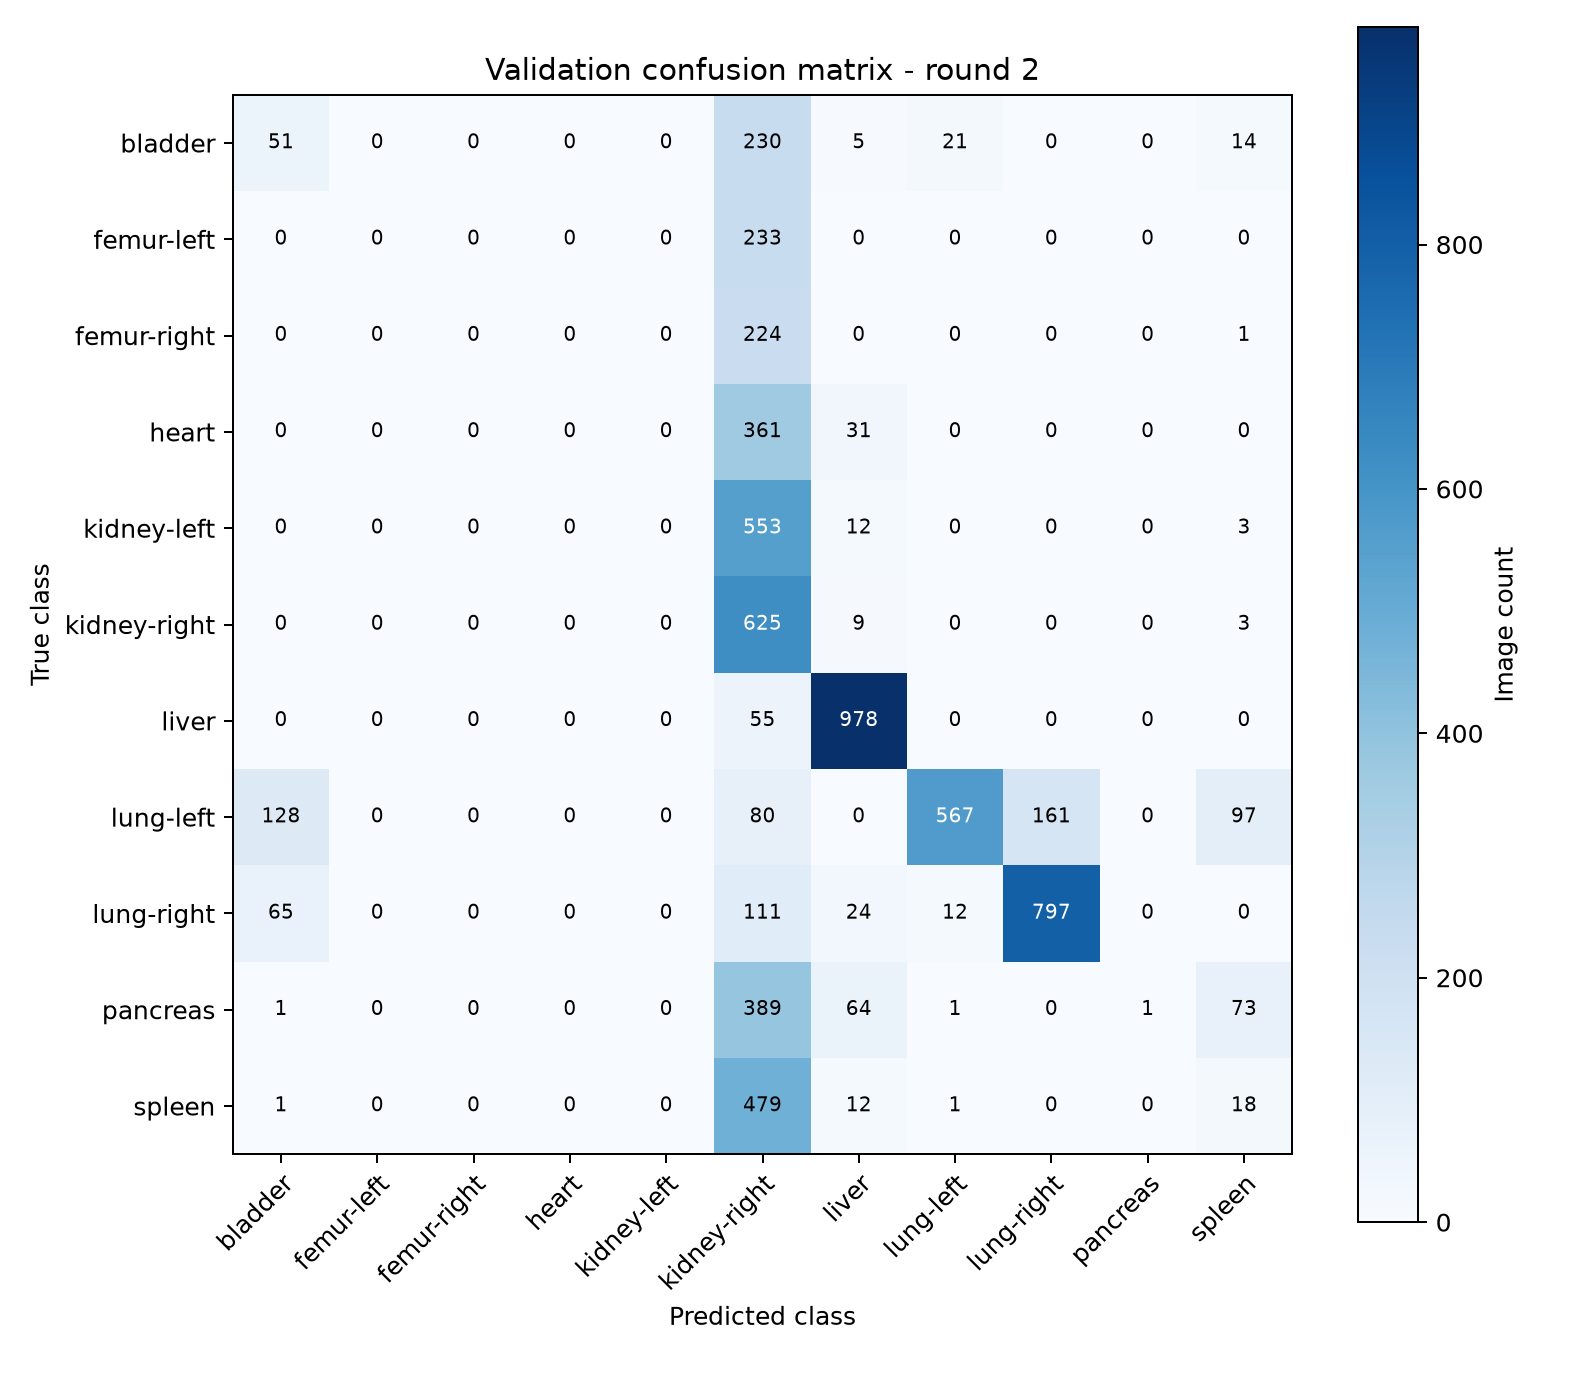 Validation confusion matrix - round 2
bladder 51 0 0 0 0 230 5 21 0 0 14
femur-left 0 0 0 0 0 233 0 0 0 0 0
femur-right 0 0 0 0 0 224 0 0 0 0 1
heart 0 0 0 0 0 361 31 0 0 0 0
kidney-left 0 0 0 0 0 553 12 0 0 0 3
kidney-right 0 0 0 0 0 625 9 0 0 0 3
liver 0 0 0 0 0 55 978 0 0 0 0
lung-left 128 0 0 0 0 80 0 567 161 0 97
lung-right 65 0 0 0 0 111 24 12 797 0 0
pancreas 1 0 0 0 0 389 64 1 0 1 73
spleen 1 0 0 0 0 479 12 1 0 0 18
True class
bladder femur-left femur-right heart kidney-left kidney-right liver lung-left lung-right pancreas spleen
Predicted class
800
600
400
200
0
Image count